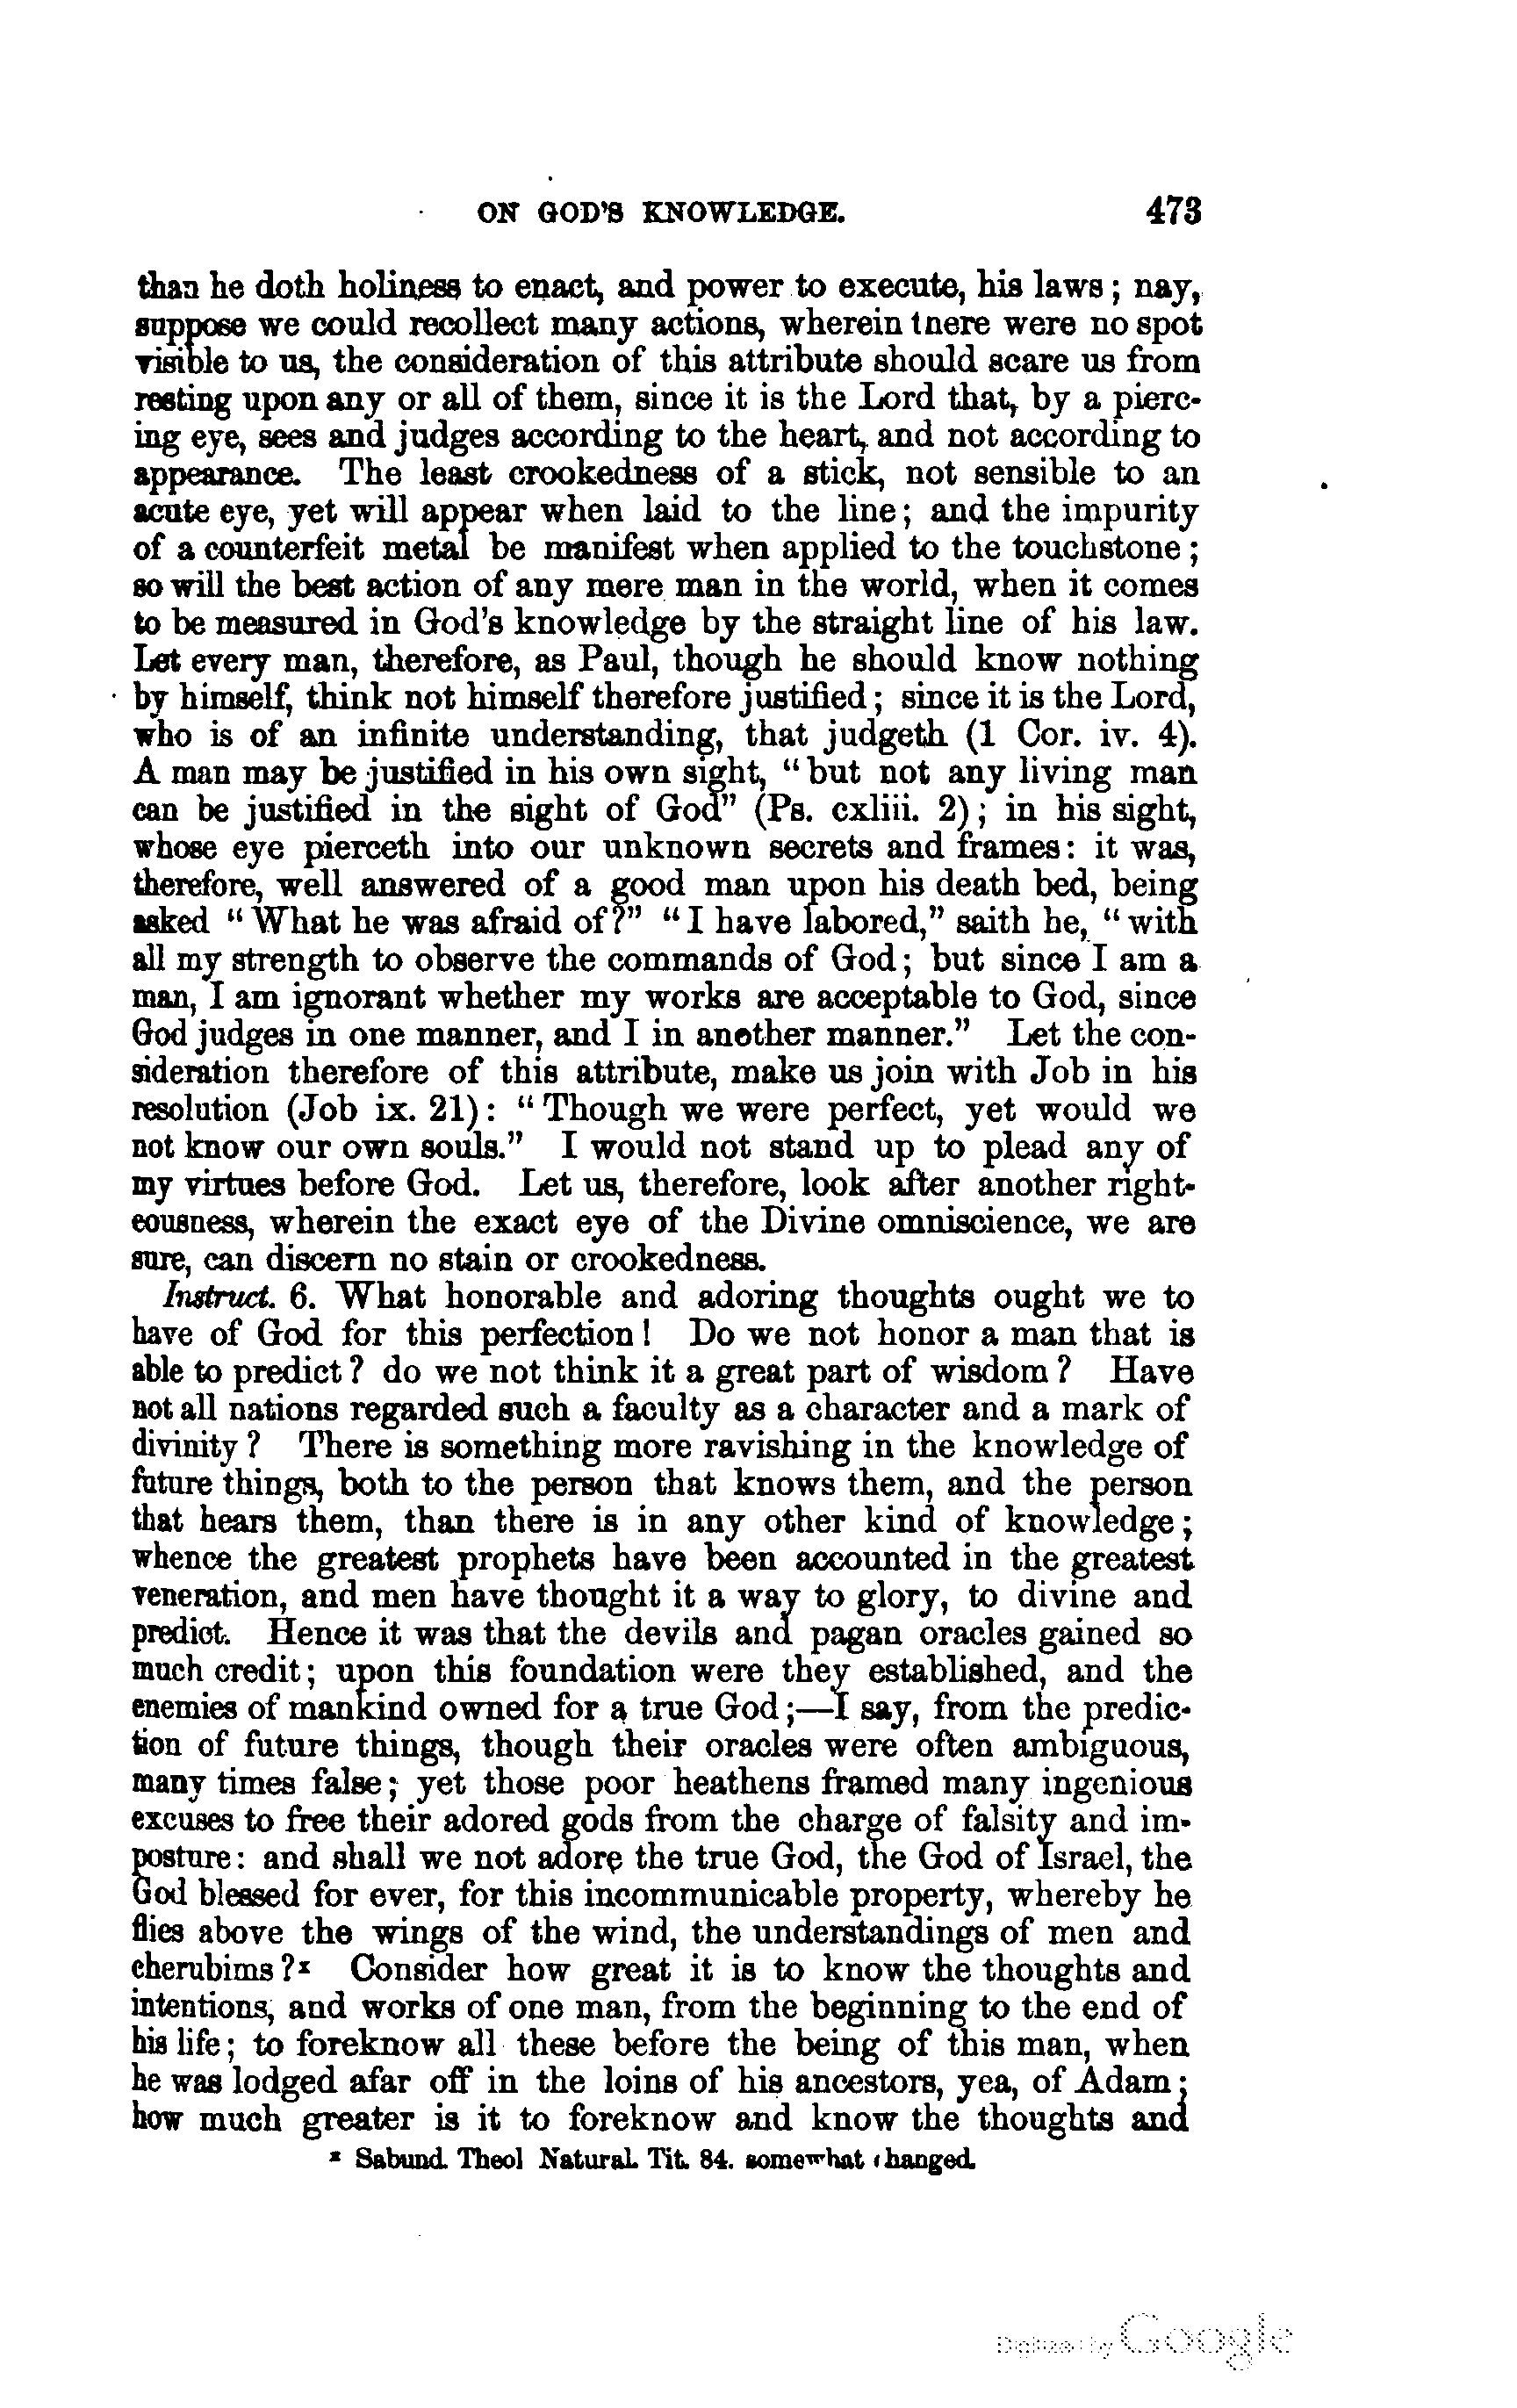 ON GOD'S KNOWLEDGE. 473
than he doth holiness to enact, and power to execute, his laws; nay,
suppose we could recollect many actions, wherein tnere were no spot
visible to us, the consideration of this attribute should scare us from
resting upon any or all of them, since it is the Lord that, by a pierc-
ing eye, sees and judges according to the heart, and not according to
appearance. The least crookedness of a stick, not sensible to an
acute eye, yet will appear when laid to the line; and the impurity
of a counterfeit metal be manifest when applied to the touchstone;
so will the best action of any mere man in the world, when it comes
to be measured in God's knowledge by the straight line of his law.
Let every man, therefore, as Paul, though he should know nothing
by himself, think not himself therefore justified; since it is the Lord,
who is of an infinite understanding, that judgeth (1 Cor. iv. 4).
A man may be justified in his own sight, "but not any living man
can be justified in the sight of God" (Ps. cxliii. 2); in his sight,
whose eye pierceth into our unknown secrets and frames: it was,
therefore, well answered of a good man upon his death bed, being
asked "What he was afraid of?" "I have labored," saith he, "with
all my strength to observe the commands of God; but since I am a
man, I am ignorant whether my works are acceptable to God, since
God judges in one manner, and I in another manner." Let the con-
sideration therefore of this attribute, make us join with Job in his
resolution (Job ix. 21): "Though we were perfect, yet would we
not know our own souls." I would not stand up to plead any of
my virtues before God. Let us, therefore, look after another right-
eousness, wherein the exact eye of the Divine omniscience, we are
sure, can discern no stain or crookedness.
Instruct. 6. What honorable and adoring thoughts ought we to
have of God for this perfection! Do we not honor a man that is
able to predict? do we not think it a great part of wisdom? Have
not all nations regarded such a faculty as a character and a mark of
divinity? There is something more ravishing in the knowledge of
future things, both to the person that knows them, and the person
that hears them, than there is in any other kind of knowledge;
whence the greatest prophets have been accounted in the greatest
veneration, and men have thought it a way to glory, to divine and
predict. Hence it was that the devils and pagan oracles gained so
much credit; upon this foundation were they established, and the
enemies of mankind owned for a true God;—I say, from the predic-
tion of future things, though their oracles were often ambiguous,
many times false; yet those poor heathens framed many ingenious
excuses to free their adored gods from the charge of falsity and im-
posture: and shall we not adore the true God, the God of Israel, the
God blessed for ever, for this incommunicable property, whereby he
flies above the wings of the wind, the understandings of men and
cherubims?x Consider how great it is to know the thoughts and
intentions, and works of one man, from the beginning to the end of
his life; to foreknow all these before the being of this man, when
he was lodged afar off in the loins of his ancestors, yea, of Adam;
how much greater is it to foreknow and know the thoughts and
x Sabund. Theol Natural. Tit. 84. somewhat changed.
Digitized by Google